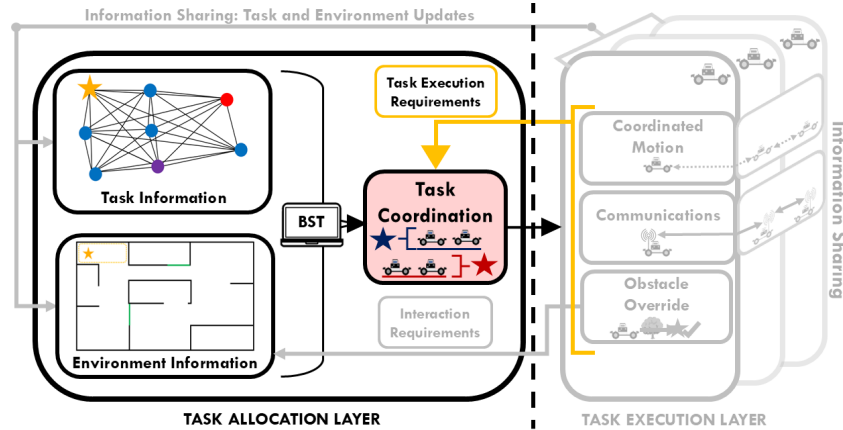 Information Sharing: Task and Environment Updates
Task Information
Environment Information
BST
Task Execution
Requirements
Task
Coordination
Interaction
Requirements
TASK ALLOCATION LAYER
Coordinated
Motion
Communications
Obstacle
Override
TASK EXECUTION LAYER
Information Sharing